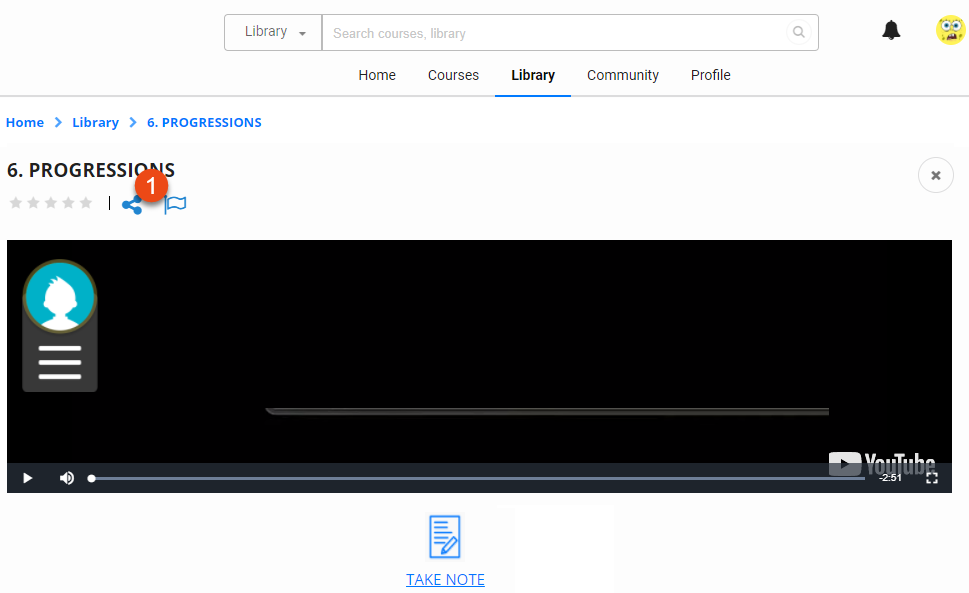 Library
Search courses, library
Home
Courses
Library
Community
Profile
Home
Library
6. PROGRESSIONS
6. PROGRESSIONS
1
YouTube
-2:51
TAKE NOTE